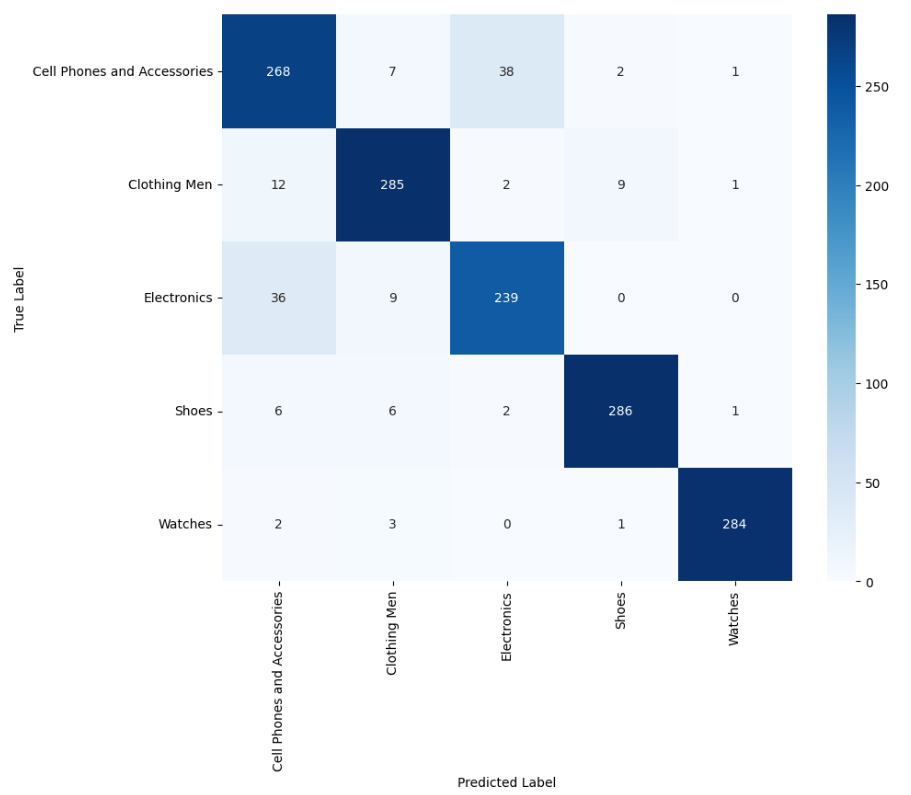 Cell Phones and Accessories 268 7 38 2 1
Clothing Men 12 285 2 9 1
Electronics 36 9 239 0 0
Shoes 6 6 2 286 1
Watches 2 3 0 1 284
True Label
Cell Phones and Accessories
Clothing Men
Electronics
Shoes
Watches
Predicted Label
250
200
150
100
50
0